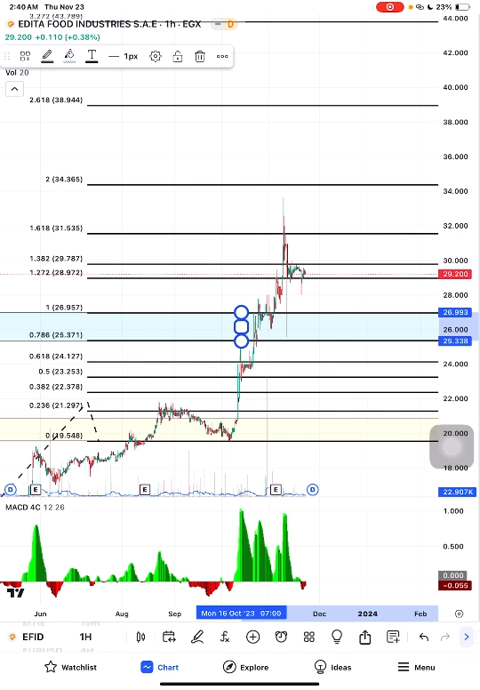 2:40 AM Thu Nov 23
23%
3.272 (43.789)
44.000
EDITA FOOD INDUSTRIES S.A.E · 1h · EGX
D
29.200 +0.110 (+0.38%)
42.000
T
1px
Vol 20
40.000
2.618 (38.944)
38.000
36.000
2 (34.365)
34.000
1.618 (31.535)
32.000
1.382 (29.787)
30.000
1.272 (28.972)
29.200
28.000
1 (26.957)
26.993
26.000
0.786 (25.371)
25.338
0.618 (24.127)
24.000
0.5 (23.253)
0.382 (22.378)
22.000
0.236 (21.297)
20.000
0 (19.548)
18.000
D E E E D
22.907K
MACD 4C 12 26
1.000
0.500
0.000
-0.055
Jun Aug Sep Mon 16 Oct '23 07:00 Dec 2024 Feb
EFID 1H
Watchlist Chart Explore Ideas Menu